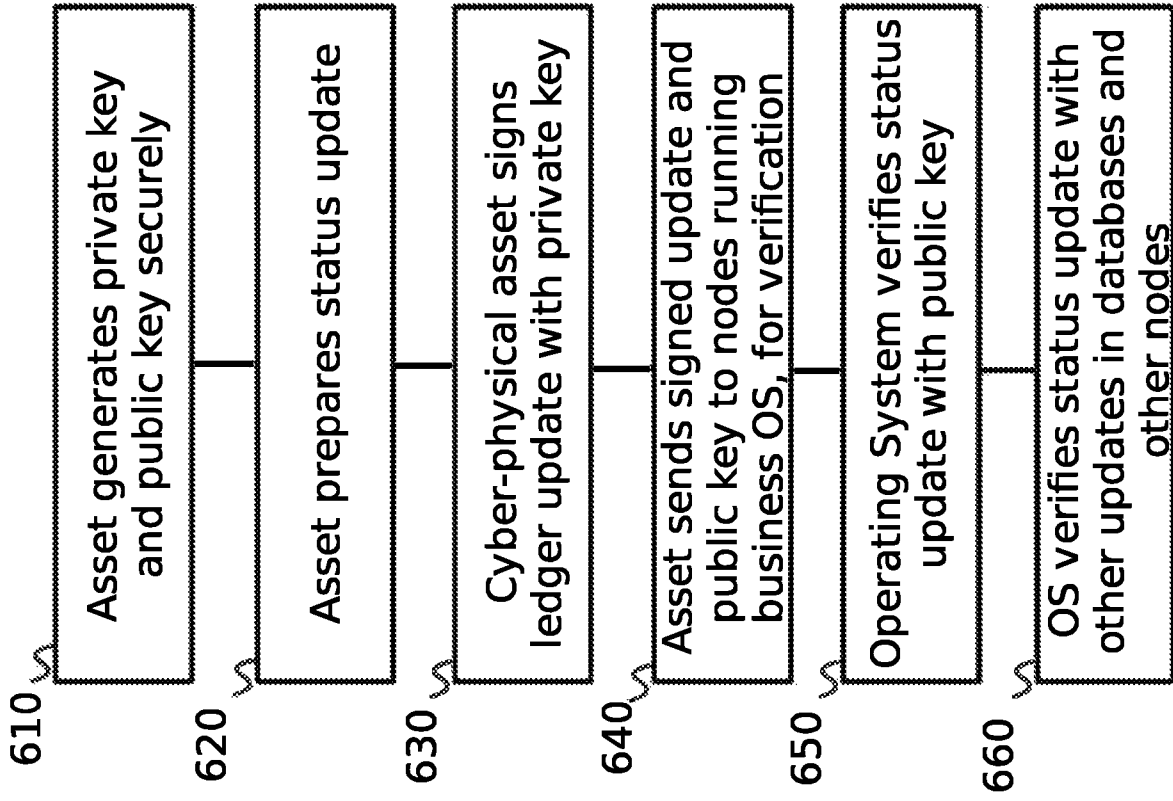 610
Asset generates private key
and public key securely
620
Asset prepares status update
630
Cyber-physical asset signs
ledger update with private key
640
Asset sends signed update and
public key to nodes running
business OS, for verification
650
Operating System verifies status
update with public key
660
OS verifies status update with
other updates in databases and
other nodes